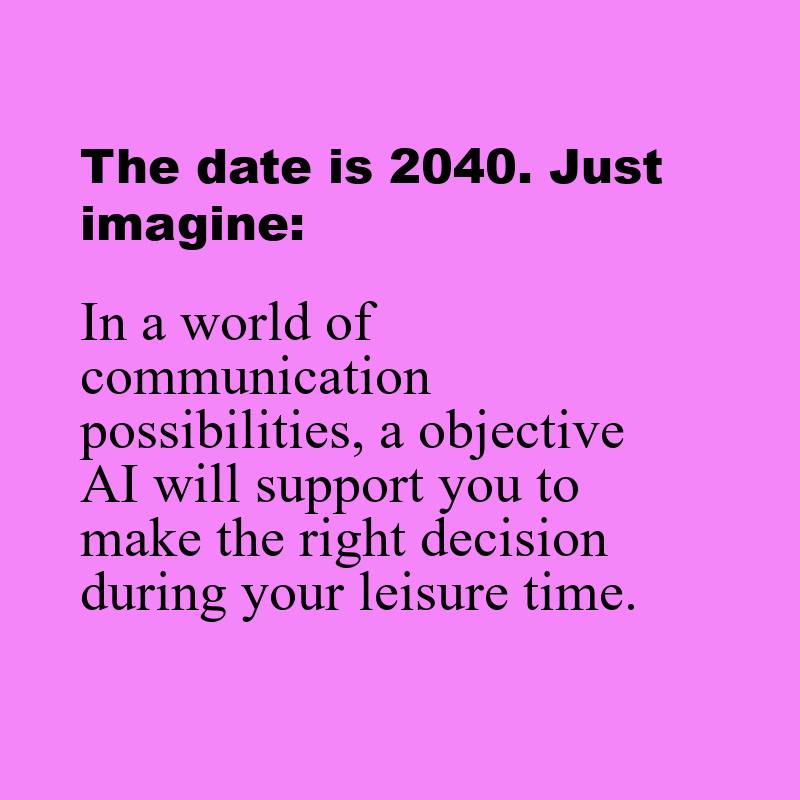 The date is 2040. Just
imagine:
In a world of
communication
possibilities, a objective
AI will support you to
make the right decision
during your leisure time.